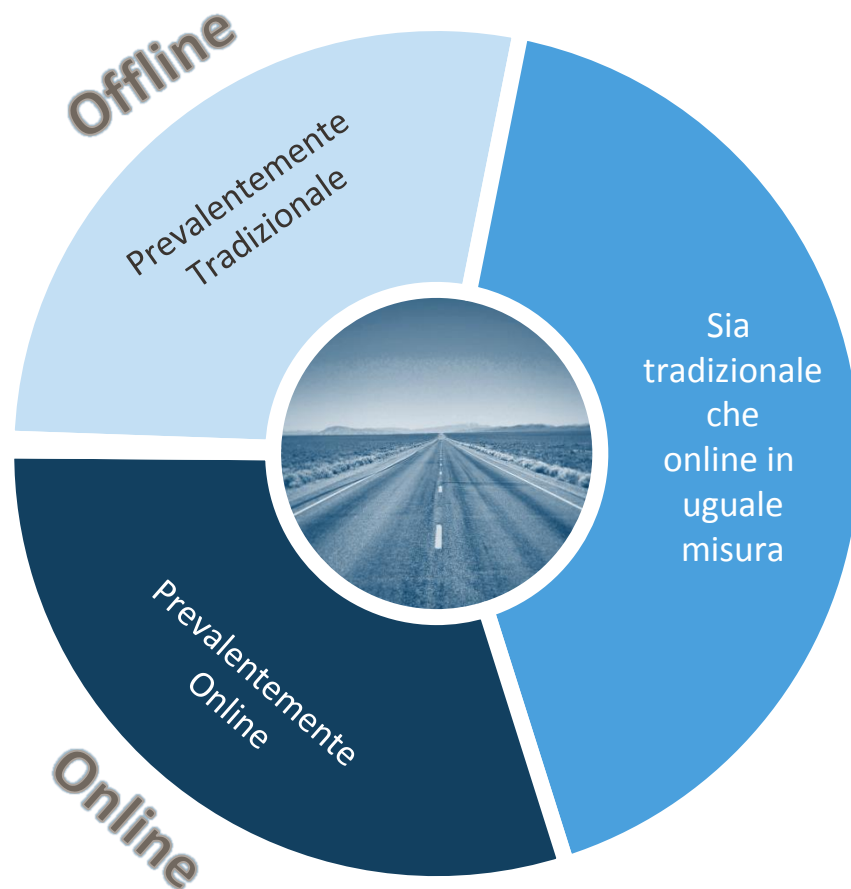 Offline
Prevalentemente
Tradizionale
Sia
tradizionale
che
online in
uguale
misura
Prevalentemente
Online
Online